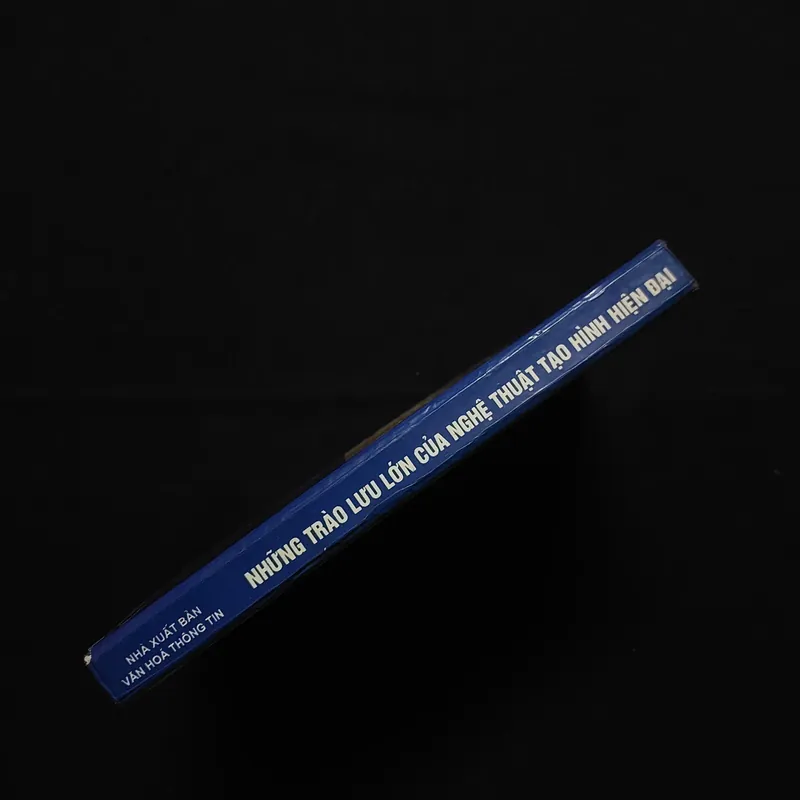 NHÀ XUẤT BẢN
VĂN HOÁ THÔNG TIN
NHỮNG TRÀO LƯU LỚN CỦA NGHỆ THUẬT TẠO HÌNH HIỆN ĐẠI